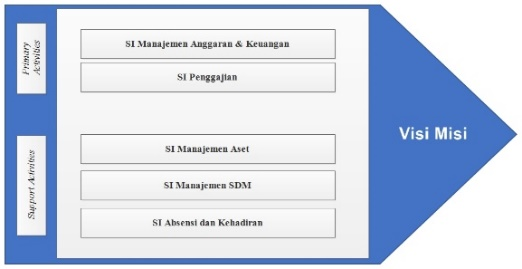 Primary
Activities
SI Manajemen Anggaran & Keuangan
SI Penggajian
Support Activities
SI Manajemen Aset
SI Manajemen SDM
SI Absensi dan Kehadiran
Visi Misi